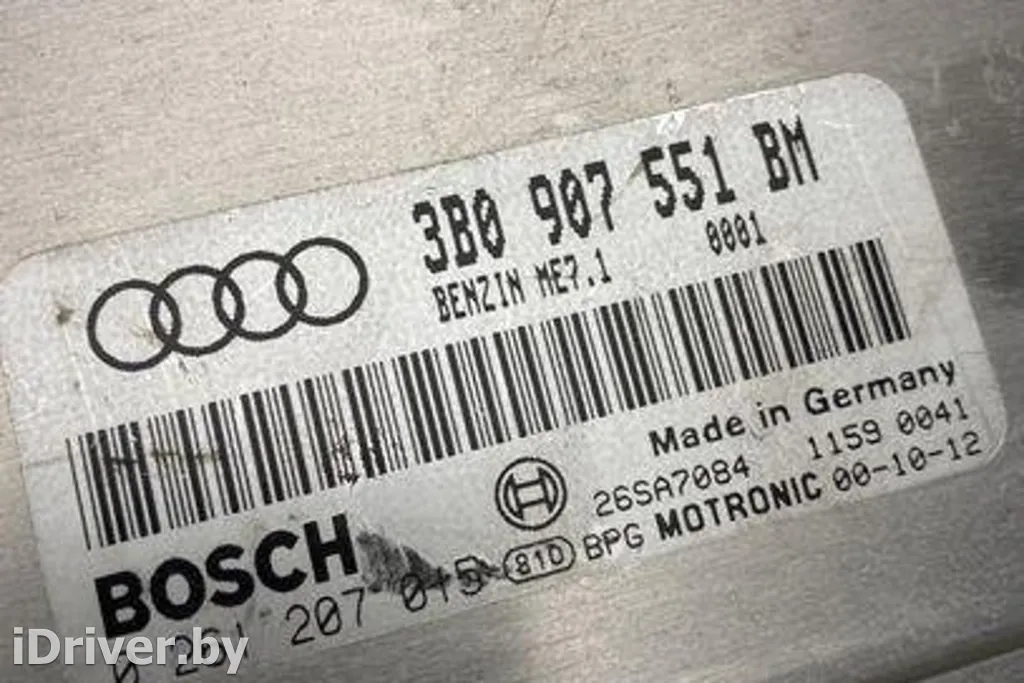 3B0 907 551 BM
BENZIN ME7.1 0001
Made in Germany
26SA7084 1159 0041
BPG MOTRONIC 00-10-12
BOSCH
81D
0 261 207 015
iDriver.by